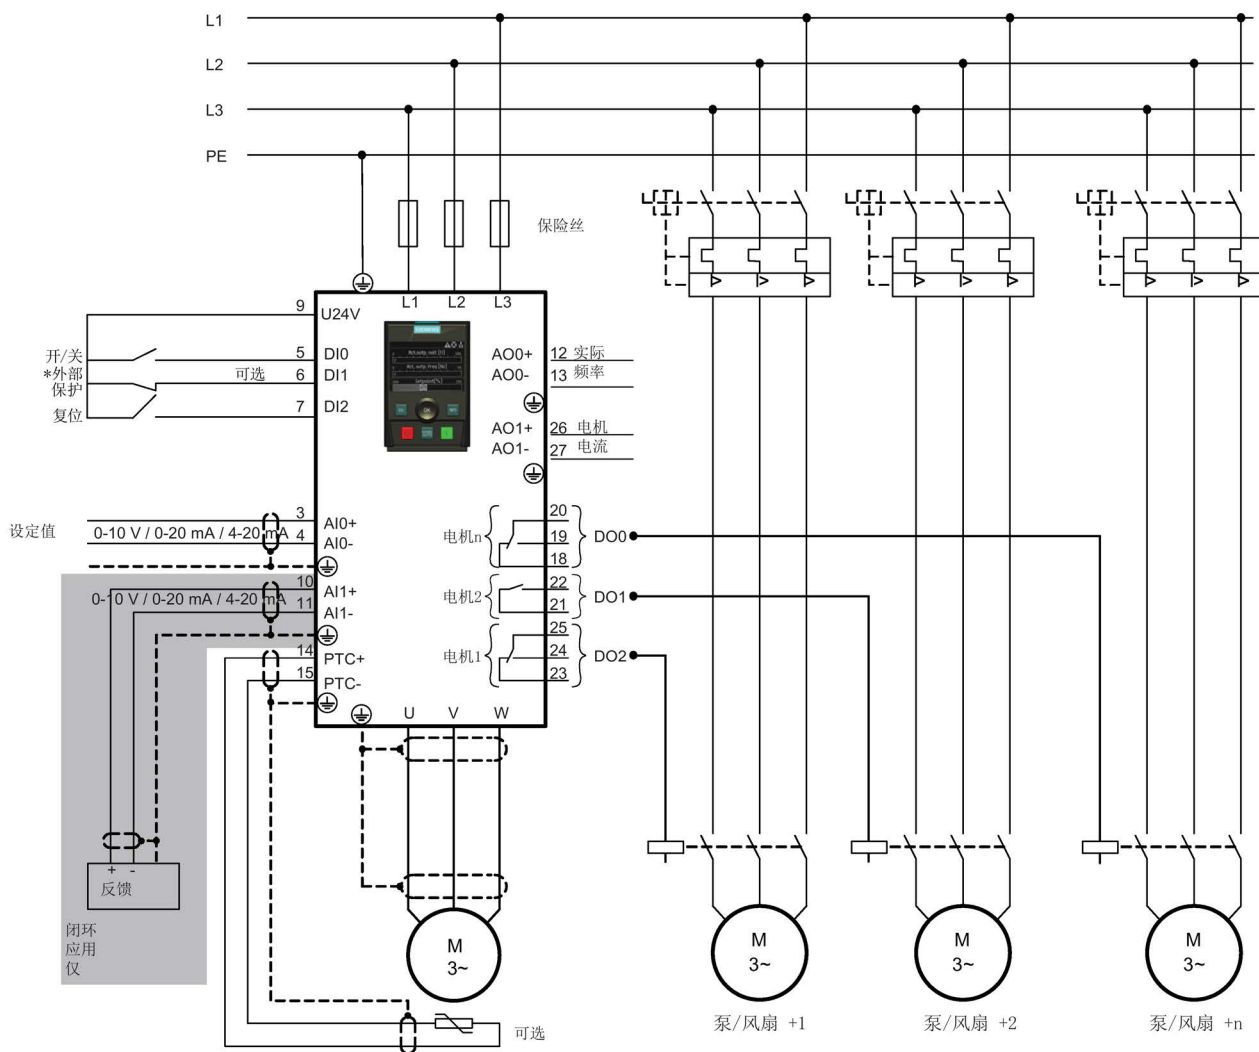 L1
L2
L3
PE
保险丝
L1 L2 L3
9 U24V
开/关 5 DI0
*外部
保护 可选 6 DI1
复位 7 DI2
SIEMENS
OK
AO0+ 12 实际
AO0- 13 频率
AO1+ 26 电机
AO1- 27 电流
设定值
3 AI0+
0-10 V / 0-20 mA / 4-20 mA
4 AI0-
10 AI1+
0-10 V / 0-20 mA / 4-20 mA
11 AI1-
14 PTC+
15 PTC-
电机n 20 19 18 DO0
电机2 22 21 DO1
电机1 25 24 23 DO2
U V W
+ -
反馈
闭环
应用
仅
M
3~
M
3~
M
3~
M
3~
可选
泵/风扇 +1
泵/风扇 +2
泵/风扇 +n